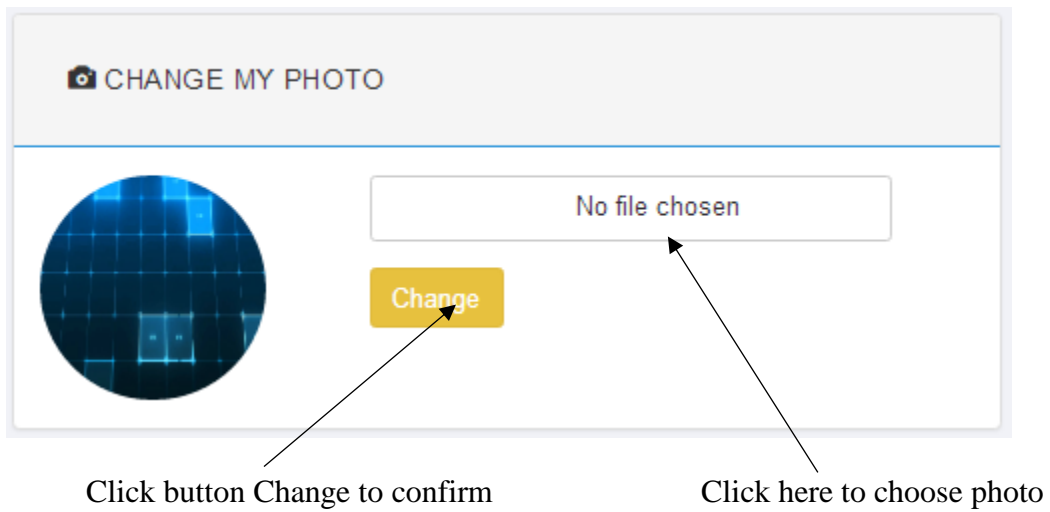 CHANGE MY PHOTO
No file chosen
Change
Click button Change to confirm
Click here to choose photo